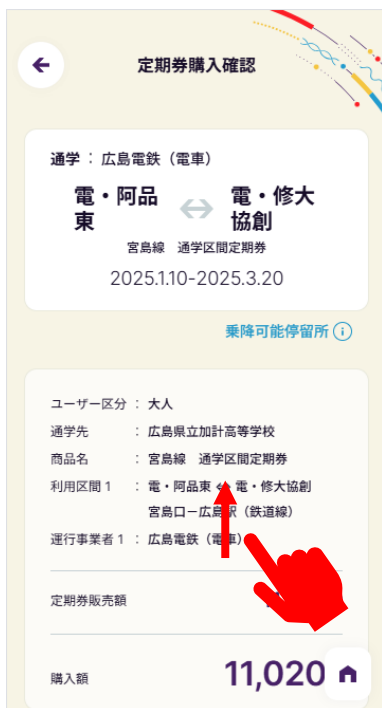 定期券購入確認
通学：広島電鉄（電車）
電・阿品
東
電・修大
協創
宮島線　通学区間定期券
2025.1.10-2025.3.20
乗降可能停留所
ユーザー区分：大人
通学先：広島県立加計高等学校
商品名：宮島線　通学区間定期券
利用区間1：電・阿品東 ⇔ 電・修大協創
宮島口ー広島駅（鉄道線）
運行事業者1：広島電鉄（電車）
定期券販売額
購入額 11,020